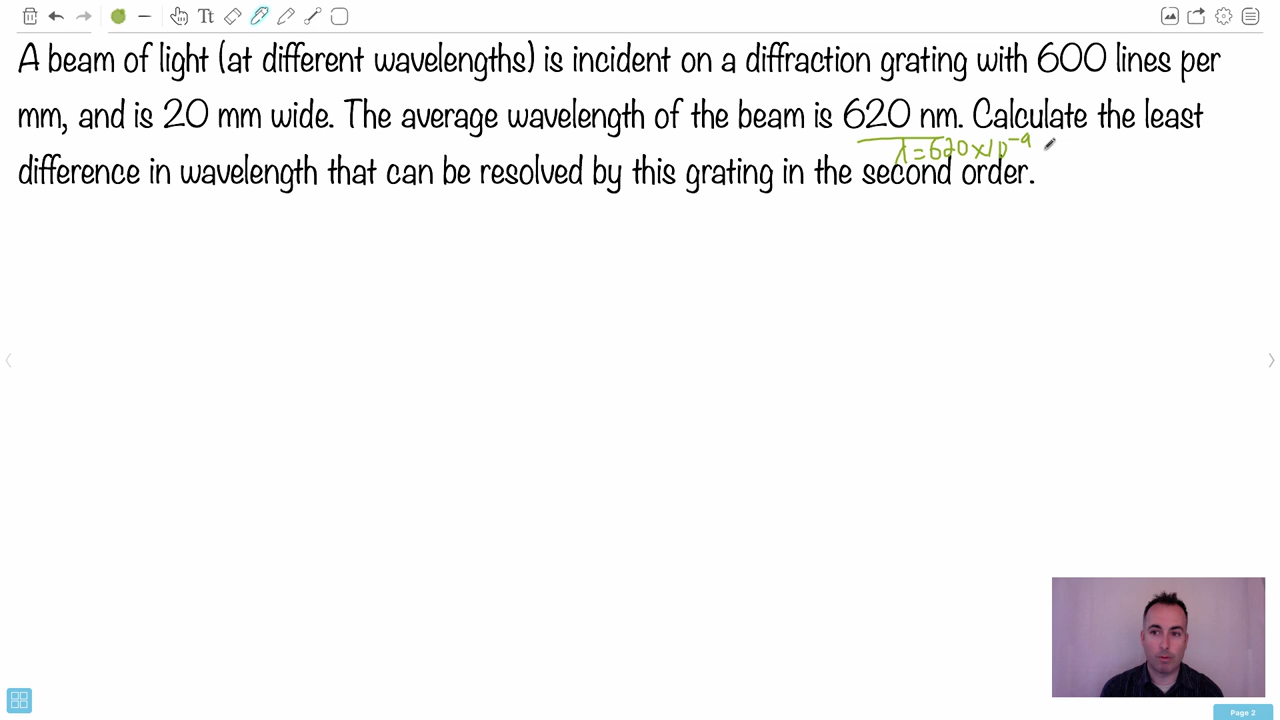 Tt
A beam of light (at different wavelengths) is incident on a diffraction grating with 600 lines per
mm, and is 20 mm wide. The average wavelength of the beam is 620 nm. Calculate the least
λ=620×10⁻⁹
difference in wavelength that can be resolved by this grating in the second order.
Page 2